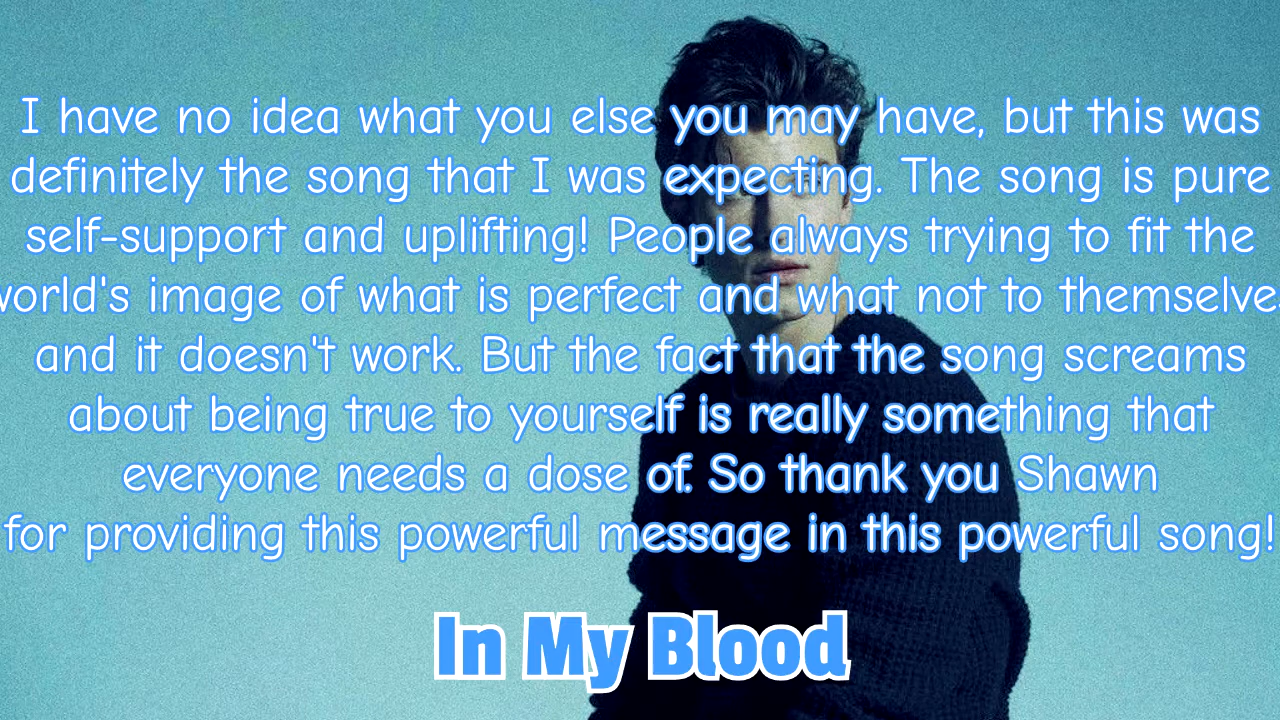 I have no idea what you else you may have, but this was
definitely the song that I was expecting. The song is pure
self-support and uplifting! People always trying to fit the
world's image of what is perfect and what not to themselve
and it doesn't work. But the fact that the song screams
about being true to yourself is really something that
everyone needs a dose of. So thank you Shawn
for providing this powerful message in this powerful song!
In My Blood